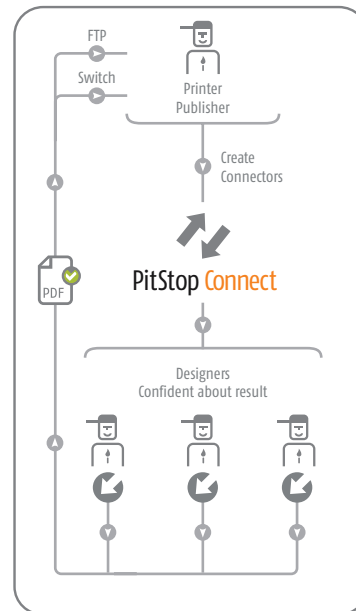 FTP
Switch
Printer
Publisher
Create
Connectors
PitStop Connect
PDF
Designers
Confident about result